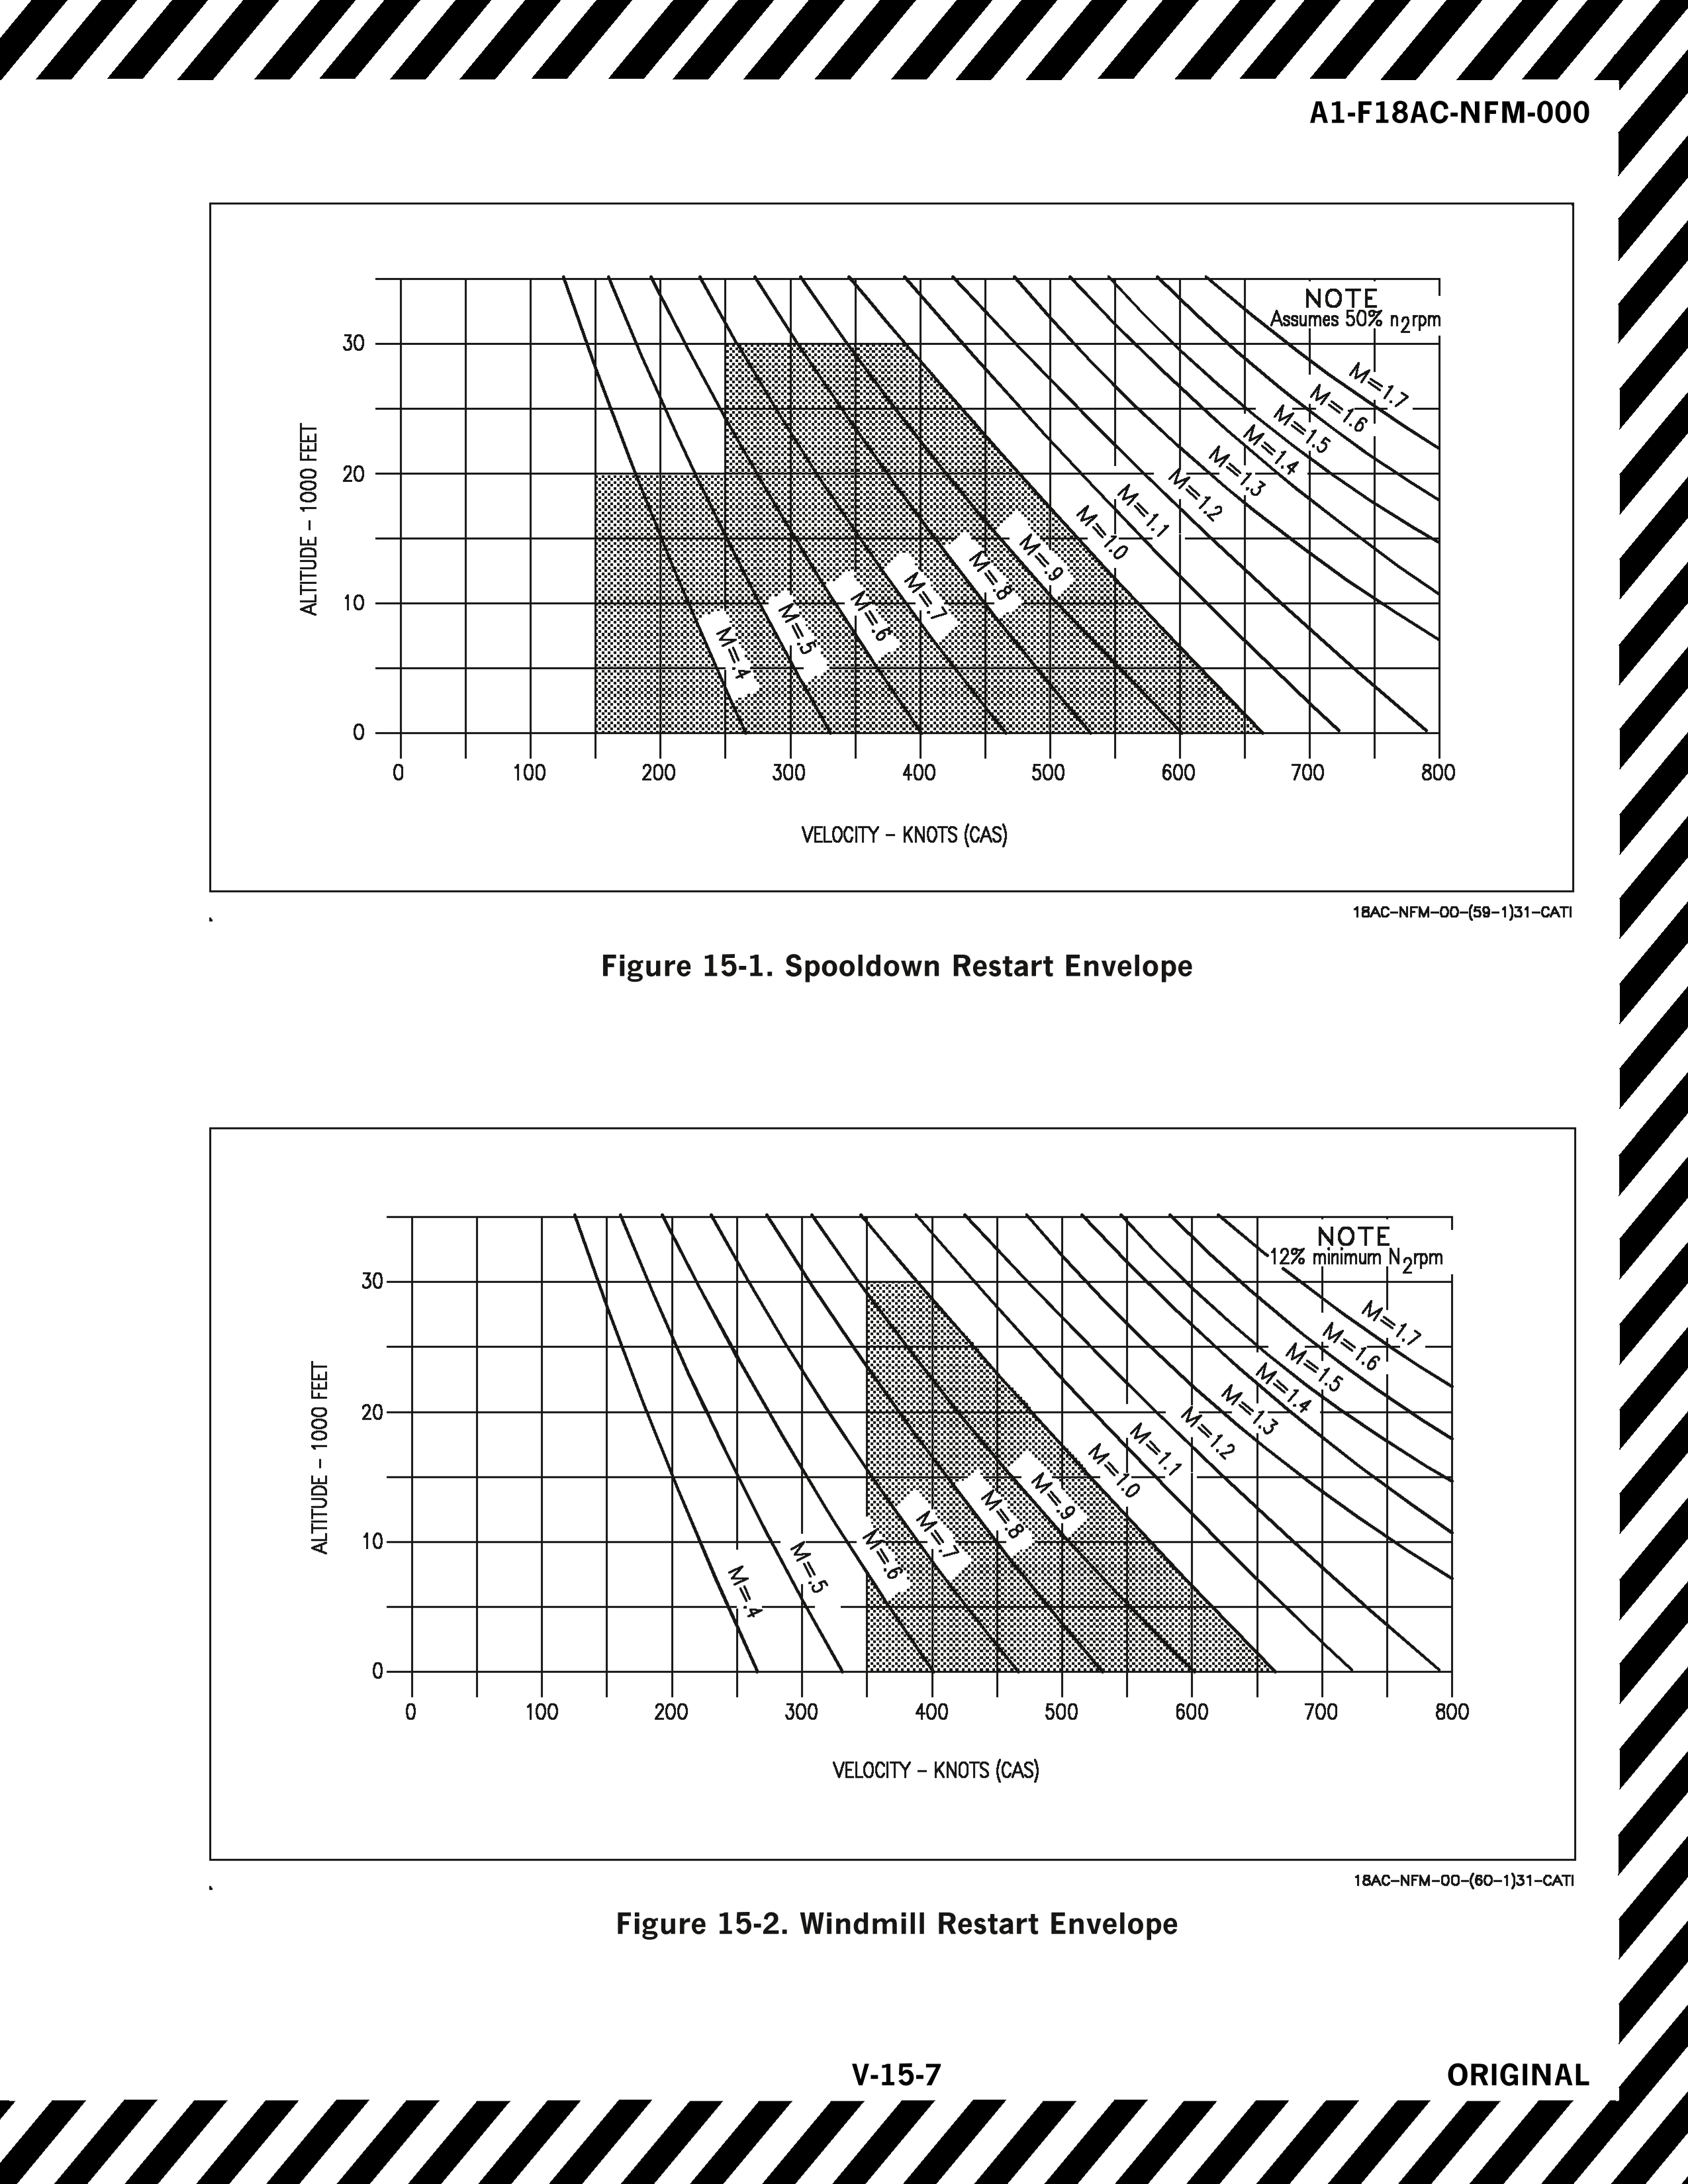 A1-F18AC-NFM-000
NOTE
Assumes 50% n2rpm
M=1.7
M=1.6
M=1.5
M=1.4
M=1.3
M=1.2
M=1.1
M=1.0
M=.9
M=.8
M=.7
M=.6
M=.5
M=.4
30
20
10
0
ALTITUDE – 1000 FEET
0 100 200 300 400 500 600 700 800
VELOCITY – KNOTS (CAS)
18AC-NFM-00-(59-1)31-CATI
Figure 15-1. Spooldown Restart Envelope
NOTE
12% minimum N2rpm
M=1.7
M=1.6
M=1.5
M=1.4
M=1.3
M=1.2
M=1.1
M=1.0
M=.9
M=.8
M=.7
M=.6
M=.5
M=.4
30
20
10
0
ALTITUDE – 1000 FEET
0 100 200 300 400 500 600 700 800
VELOCITY – KNOTS (CAS)
18AC-NFM-00-(60-1)31-CATI
Figure 15-2. Windmill Restart Envelope
V-15-7
ORIGINAL